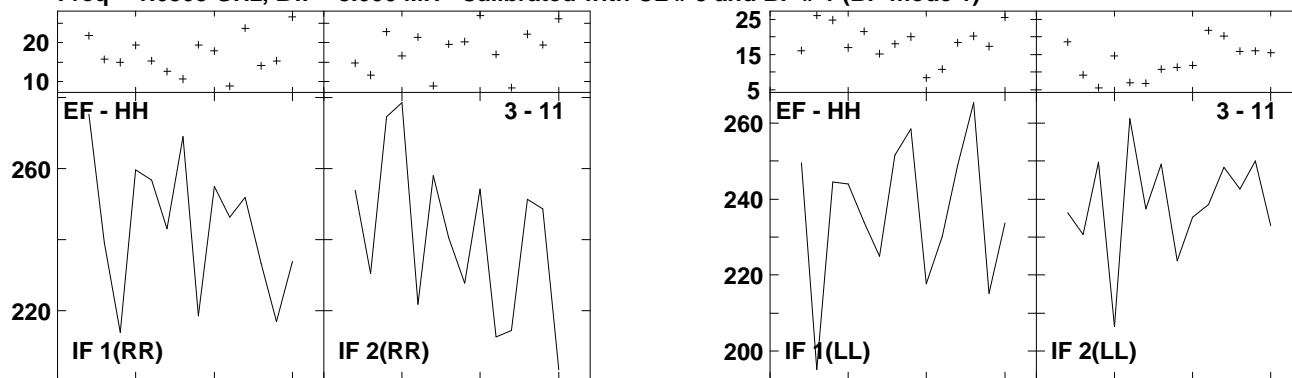 20
10
EF - HH
3 - 11
260
220
IF 1(RR)
IF 2(RR)
25
15
5
EF - HH
3 - 11
260
240
220
200
IF 1(LL)
IF 2(LL)